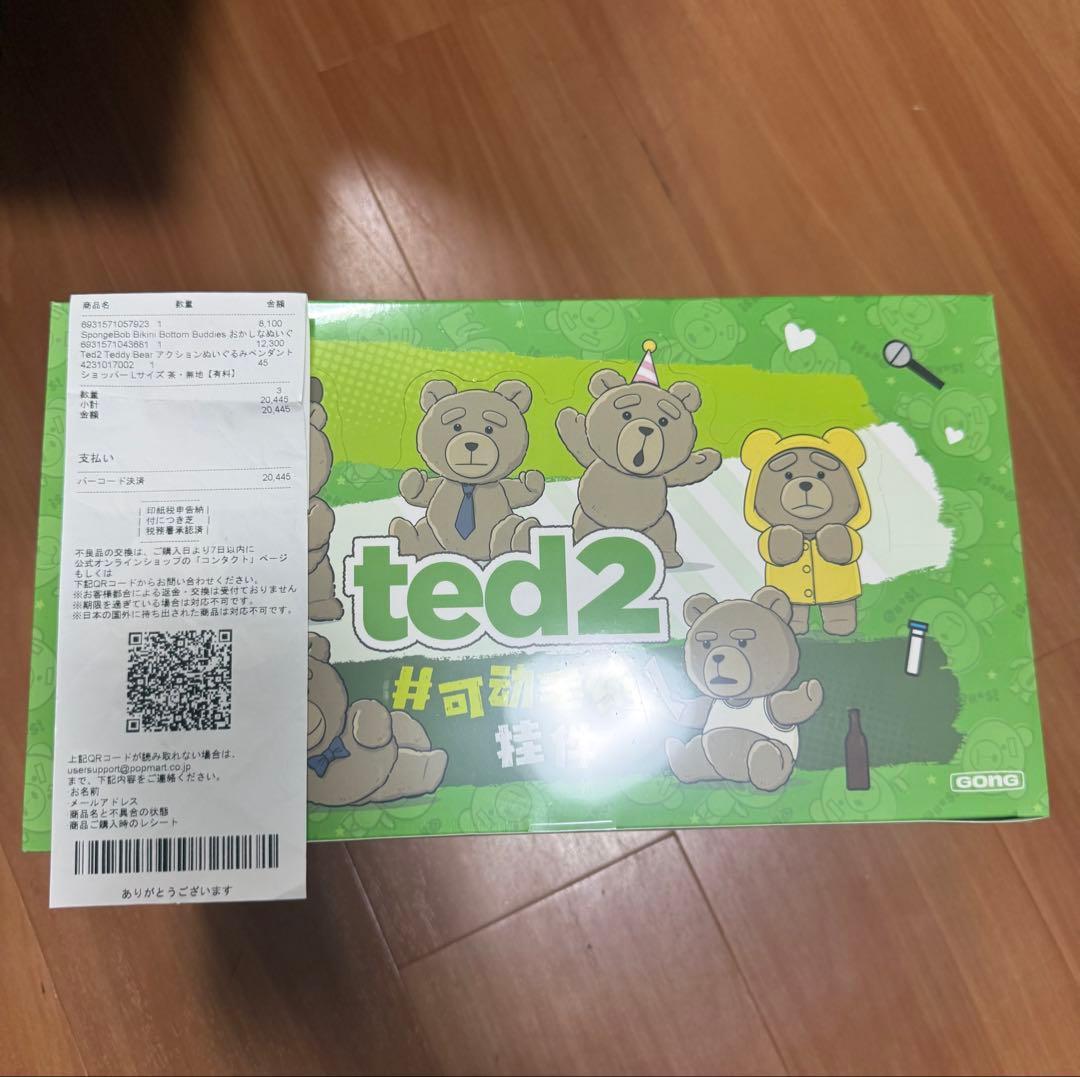 商品名 数量 金額
6931571057923 1 8,100
SpongeBob Bikini Bottom Buddies おかしなぬいぐ
6931571043681 1 12,300
Ted2 Teddy Bear アクションぬいぐるみペンダント
4231017002 1 45
ショッパー Lサイズ 茶・無地【有料】
数量 3
小計 20,445
金額 20,445
支払い
バーコード決済 20,445
印紙税申告納
付につき芝
税務署承認済
不良品の交換は、ご購入日より7日以内に
公式オンラインショップの「コンタクト」ページ
もしくは
下記QRコードからお問い合わせください。
※お客様都合による返金・交換は受付ておりません
※期限を過ぎている場合は対応不可です。
※日本の国外に持ち出された商品は対応不可です。
上記QRコードが読み取れない場合は、
usersupport@popmart.co.jp
まで、下記内容をご連絡ください。
·お名前
·メールアドレス
·商品名と不具合の状態
·商品ご購入時のレシート
ありがとうございます
ted2
#可动
挂件
GONG